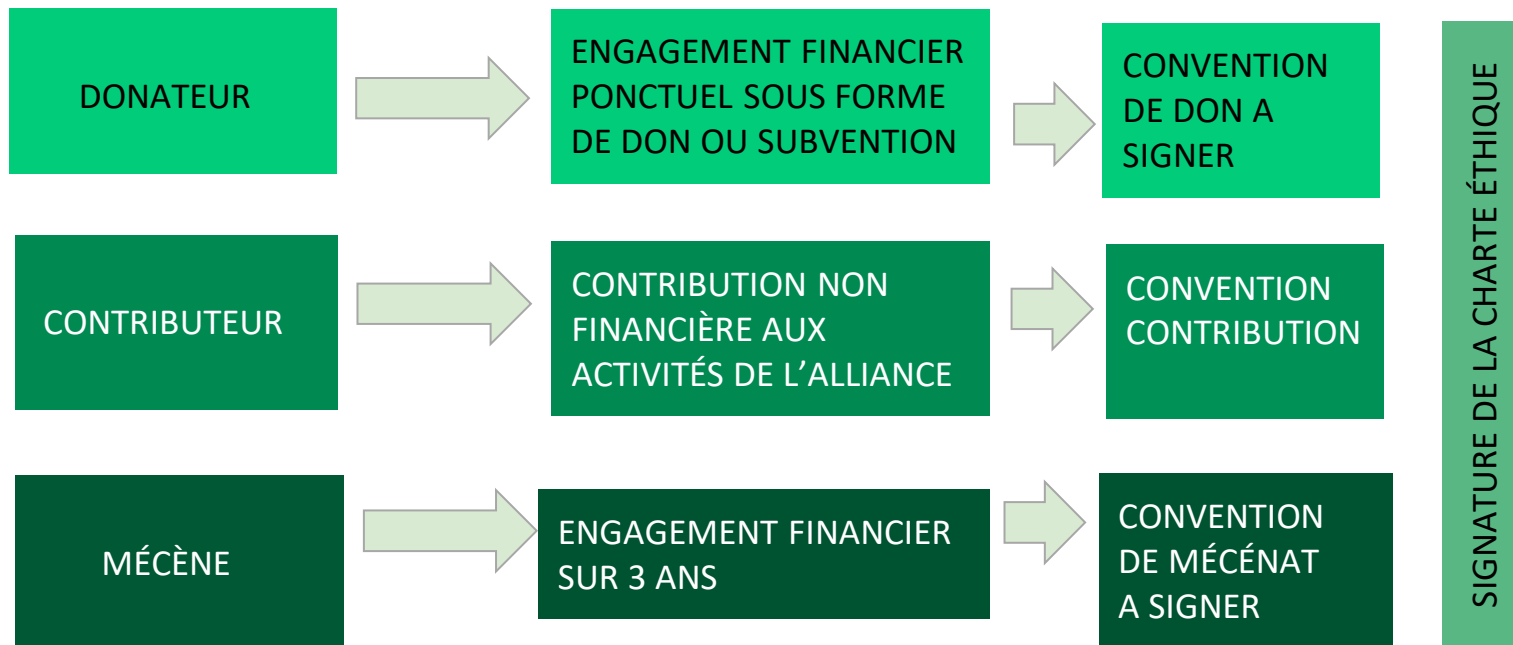 DONATEUR
ENGAGEMENT FINANCIER
PONCTUEL SOUS FORME
DE DON OU SUBVENTION
CONVENTION
DE DON A
SIGNER
CONTRIBUTEUR
CONTRIBUTION NON
FINANCIÈRE AUX
ACTIVITÉS DE L’ALLIANCE
CONVENTION
CONTRIBUTION
MÉCÈNE
ENGAGEMENT FINANCIER
SUR 3 ANS
CONVENTION
DE MÉCÉNAT
A SIGNER
SIGNATURE DE LA CHARTE ÉTHIQUE